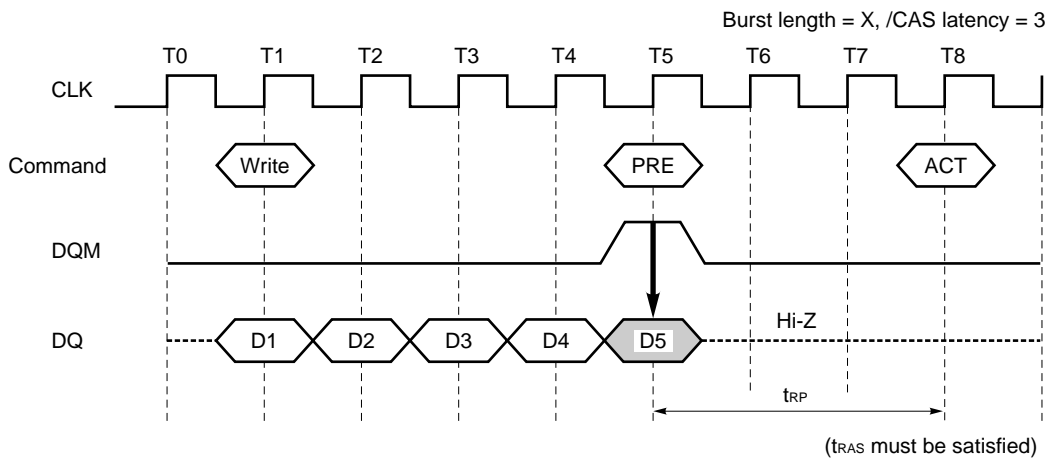 Burst length = X, /CAS latency = 3
T0 T1 T2 T3 T4 T5 T6 T7 T8
CLK
Command Write PRE ACT
DQM
DQ D1 D2 D3 D4 D5 Hi-Z
tRP
(tRAS must be satisfied)